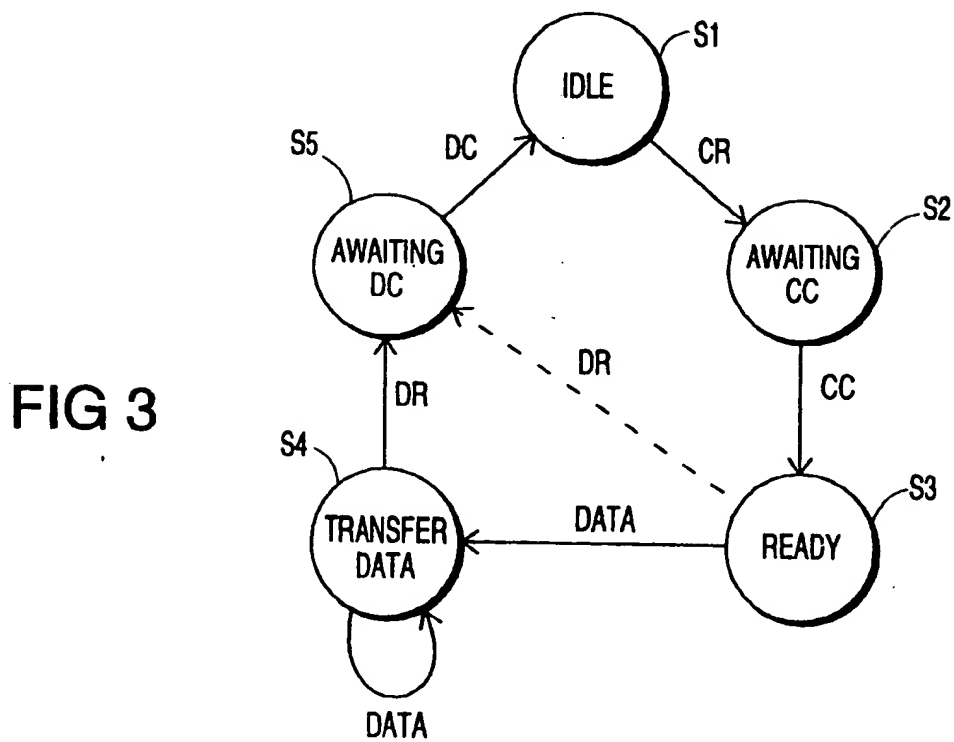 S1
IDLE
S5
DC
CR
S2
AWAITING
DC
AWAITING
CC
DR
FIG 3
DR
CC
S4
S3
TRANSFER
DATA
DATA
READY
DATA